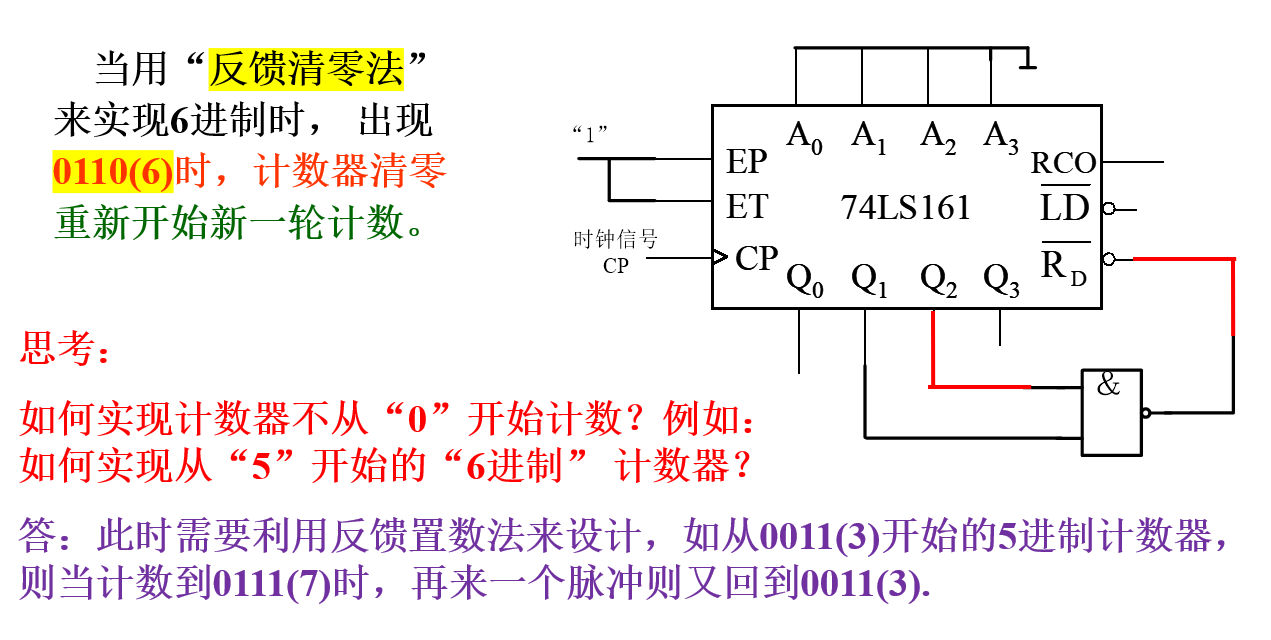 当用“反馈清零法”
来实现6进制时， 出现
0110(6)时，计数器清零
重新开始新一轮计数。
“1”
EP
ET
时钟信号
CP
CP
A0 A1 A2 A3
RCO
74LS161
LD
RD
Q0 Q1 Q2 Q3
&
思考：
如何实现计数器不从“0”开始计数？例如：
如何实现从“5”开始的“6进制” 计数器？
答：此时需要利用反馈置数法来设计，如从0011(3)开始的5进制计数器，
则当计数到0111(7)时，再来一个脉冲则又回到0011(3).